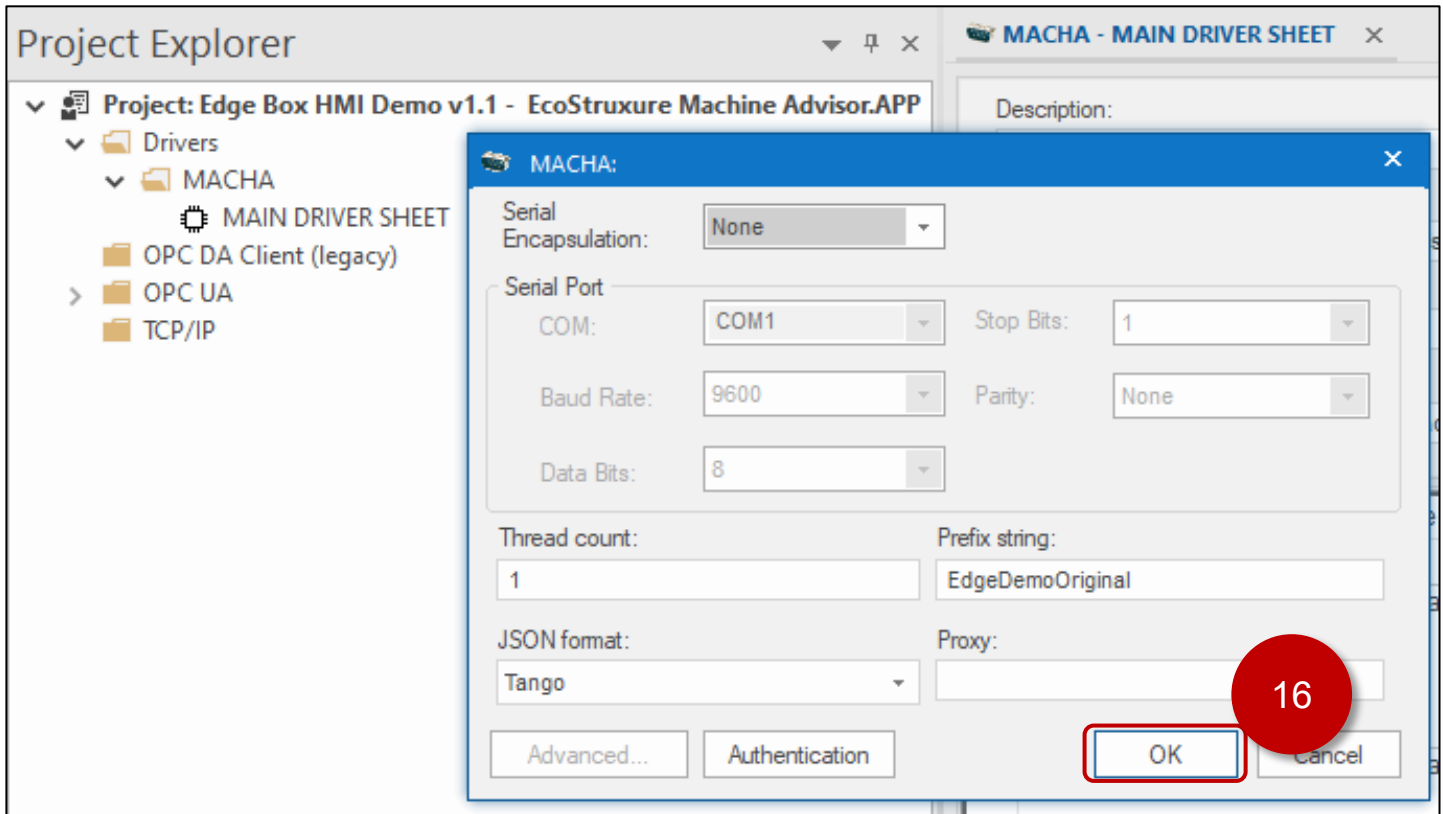 Project Explorer
MACHA - MAIN DRIVER SHEET
Project: Edge Box HMI Demo v1.1 - EcoStruxure Machine Advisor.APP
Description:
Drivers
MACHA
MAIN DRIVER SHEET
OPC DA Client (legacy)
OPC UA
TCP/IP
MACHA:
Serial
Encapsulation:
None
Serial Port
COM:
COM1
Stop Bits:
1
Baud Rate:
9600
Parity:
None
Data Bits:
8
Thread count:
Prefix string:
1
EdgeDemoOriginal
JSON format:
Proxy:
Tango
16
Advanced...
Authentication
OK
Cancel